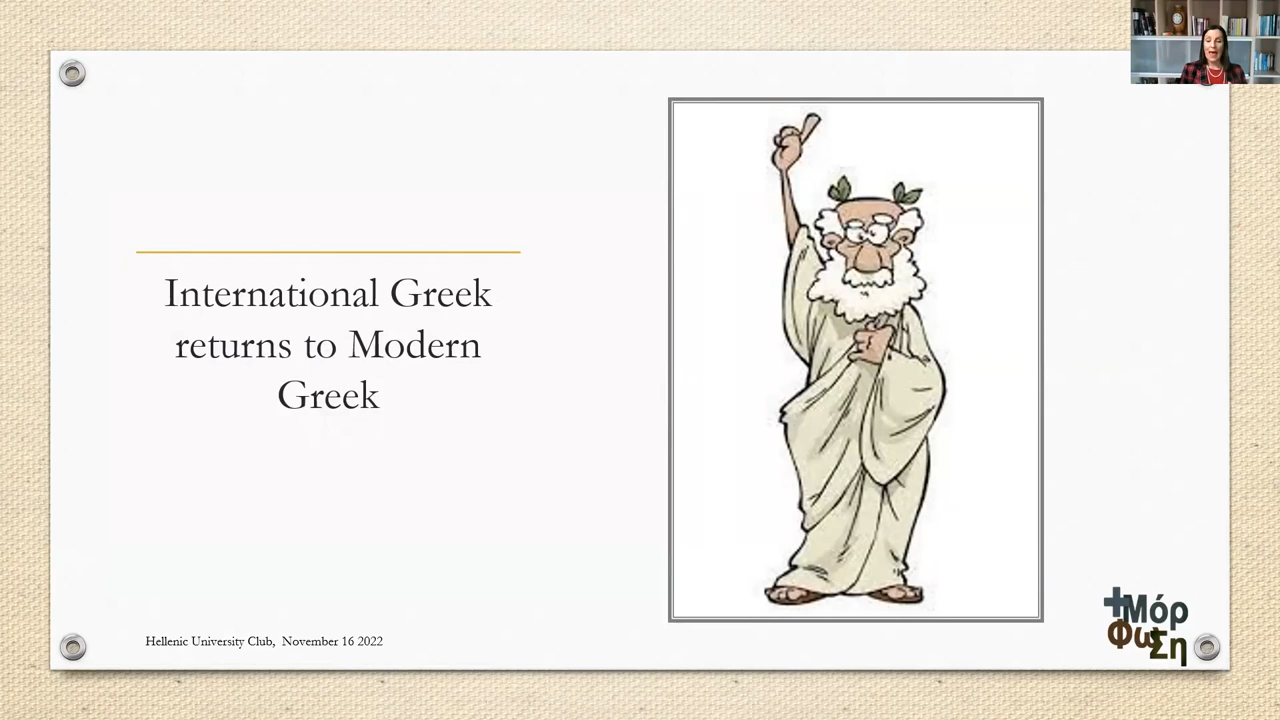 International Greek
returns to Modern
Greek
Hellenic University Club, November 16 2022
+Μόρ
Φω
Ση